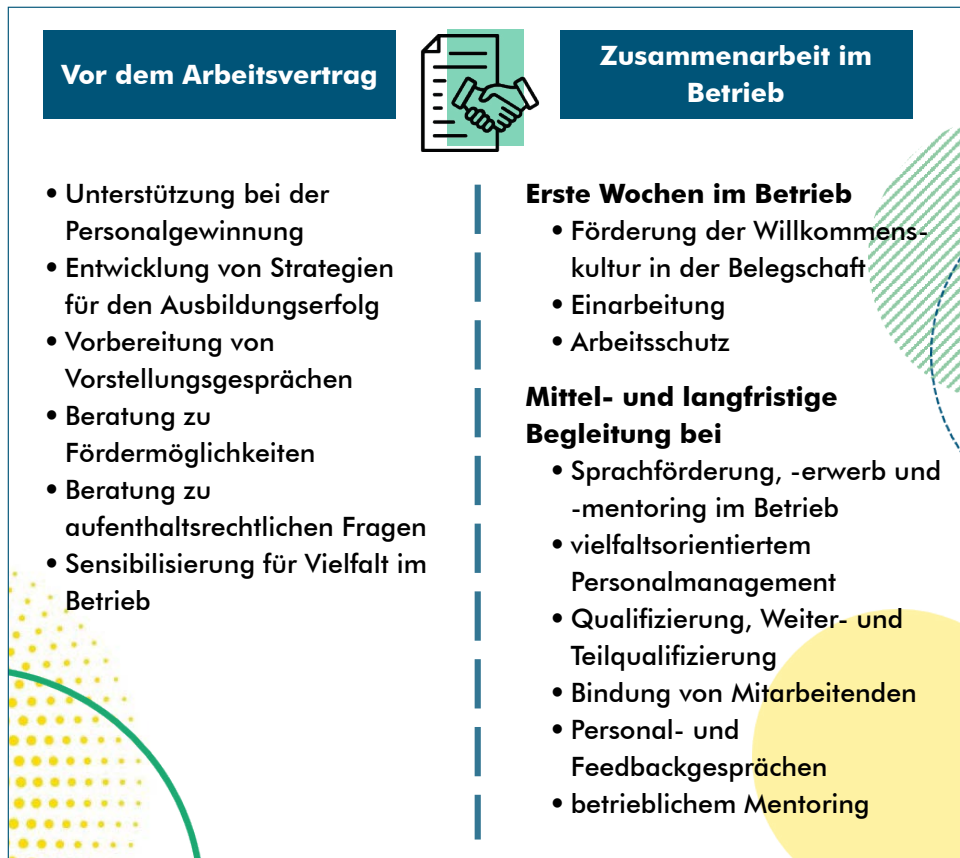 Vor dem Arbeitsvertrag
• Unterstützung bei der
Personalgewinnung
• Entwicklung von Strategien
für den Ausbildungserfolg
• Vorbereitung von
Vorstellungsgesprächen
• Beratung zu
Fördermöglichkeiten
• Beratung zu
aufenthaltsrechtlichen Fragen
• Sensibilisierung für Vielfalt im
Betrieb
Zusammenarbeit im
Betrieb
Erste Wochen im Betrieb
• Förderung der Willkommens-
kultur in der Belegschaft
• Einarbeitung
• Arbeitsschutz
Mittel- und langfristige
Begleitung bei
• Sprachförderung, -erwerb und
-mentoring im Betrieb
• vielfaltsorientiertem
Personalmanagement
• Qualifizierung, Weiter- und
Teilqualifizierung
• Bindung von Mitarbeitenden
• Personal- und
Feedbackgesprächen
• betrieblichem Mentoring